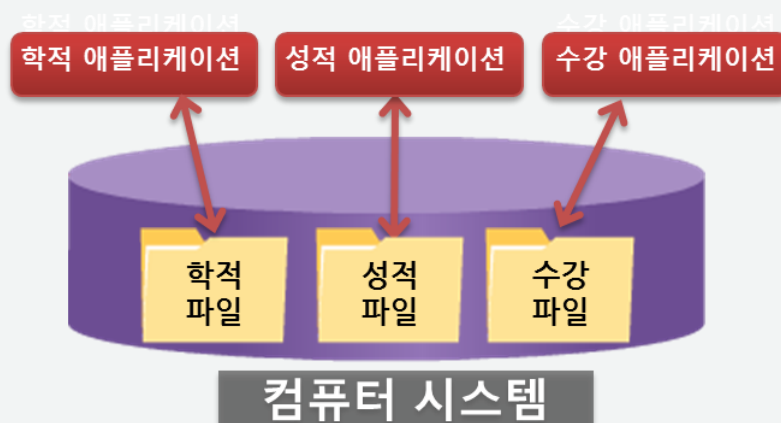 학적 애플리케이션 성적 애플리케이션 수강 애플리케이션
학적 성적 수강
파일 파일 파일
컴퓨터 시스템